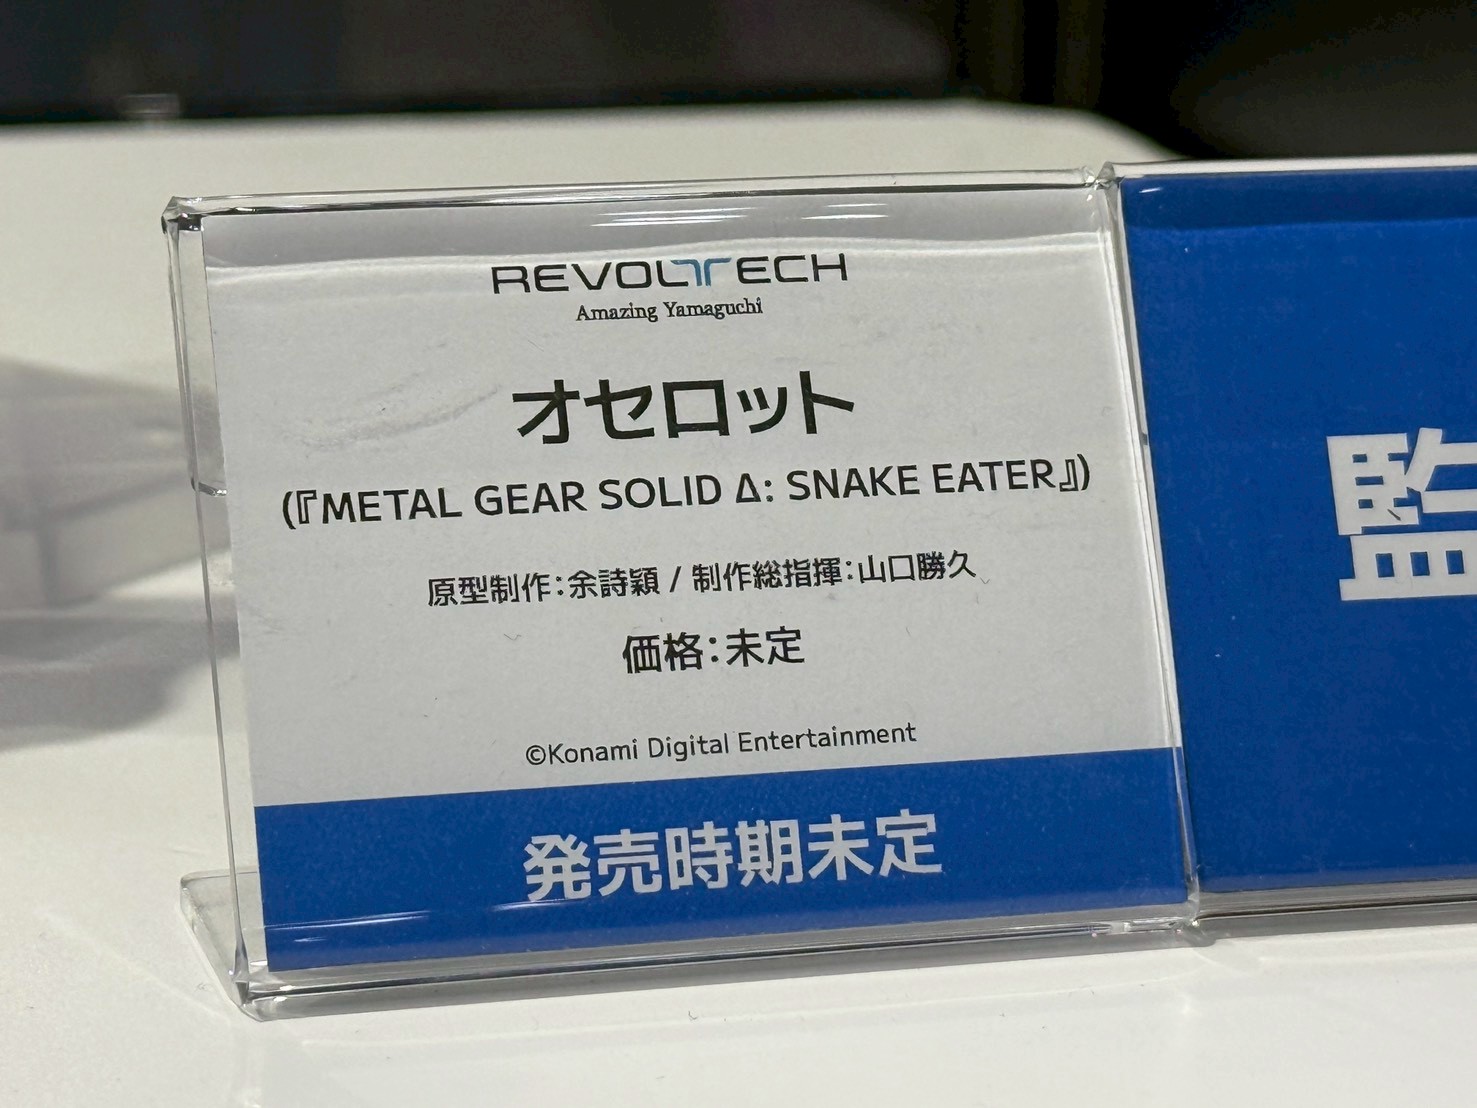 REVOLTECH
Amazing Yamaguchi
オセロット
(『METAL GEAR SOLID Δ: SNAKE EATER』)
原型制作：余詩穎 / 制作総指揮：山口勝久
価格：未定
©Konami Digital Entertainment
発売時期未定
監